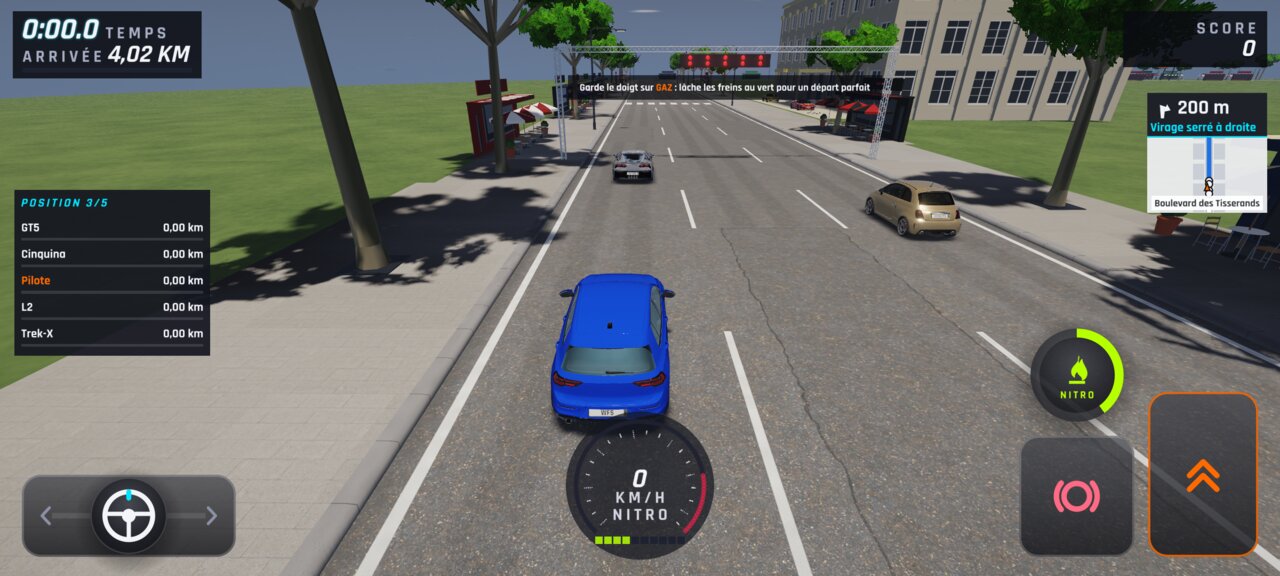 0:00.0 TEMPS
ARRIVÉE 4,02 KM
Garde le doigt sur GAZ : lâche les freins au vert pour un départ parfait
SCORE
0
200 m
Virage serré à droite
Boulevard des Tisserands
POSITION 3/5
GT5 0,00 km
Cinquina 0,00 km
Pilote 0,00 km
L2 0,00 km
Trek-X 0,00 km
WFS
NITRO
0
KM/H
NITRO